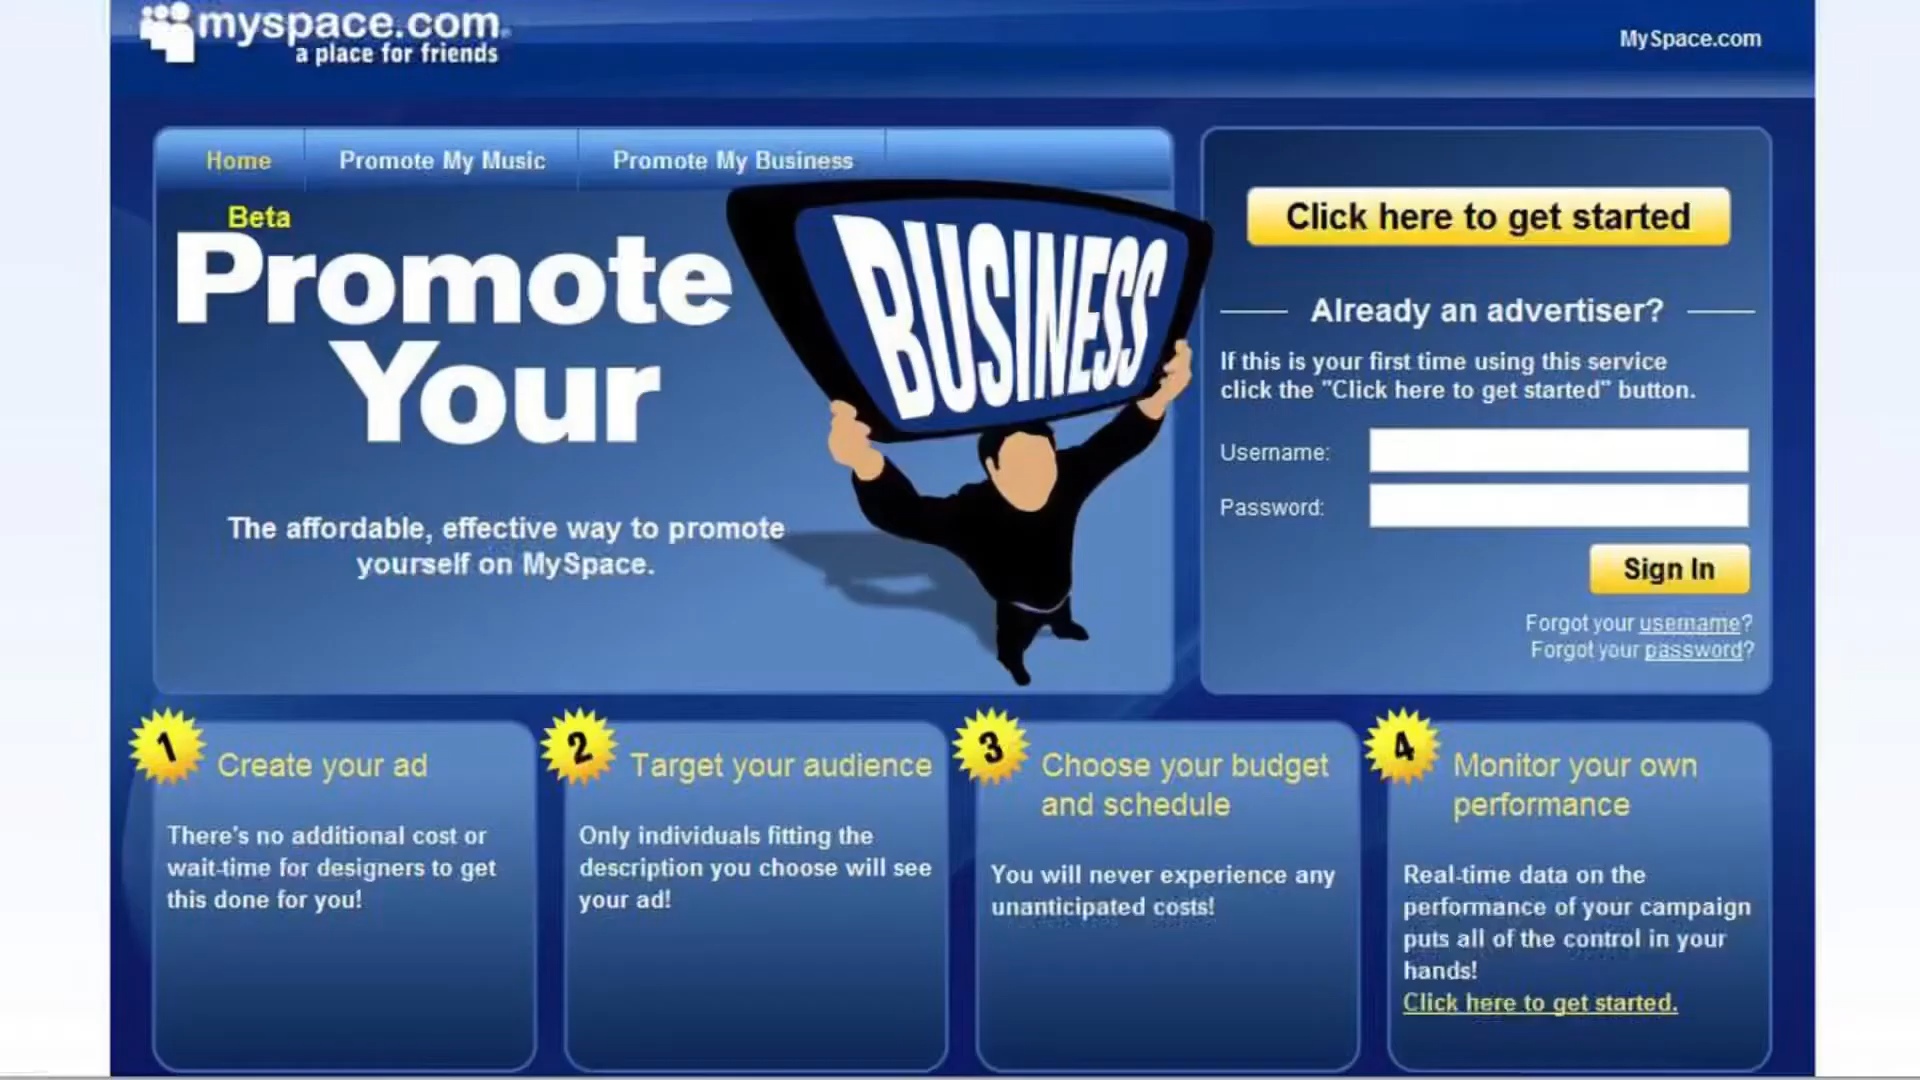 myspace.com
a place for friends
MySpace.com
Home
Promote My Music
Promote My Business
Beta
Promote
Your
BUSINESS
The affordable, effective way to promote
yourself on MySpace.
Click here to get started
Already an advertiser?
If this is your first time using this service
click the "Click here to get started" button.
Username:
Password:
Sign In
Forgot your username?
Forgot your password?
1
Create your ad
There's no additional cost or
wait-time for designers to get
this done for you!
2
Target your audience
Only individuals fitting the
description you choose will see
your ad!
3
Choose your budget
and schedule
You will never experience any
unanticipated costs!
4
Monitor your own
performance
Real-time data on the
performance of your campaign
puts all of the control in your
hands!
Click here to get started.